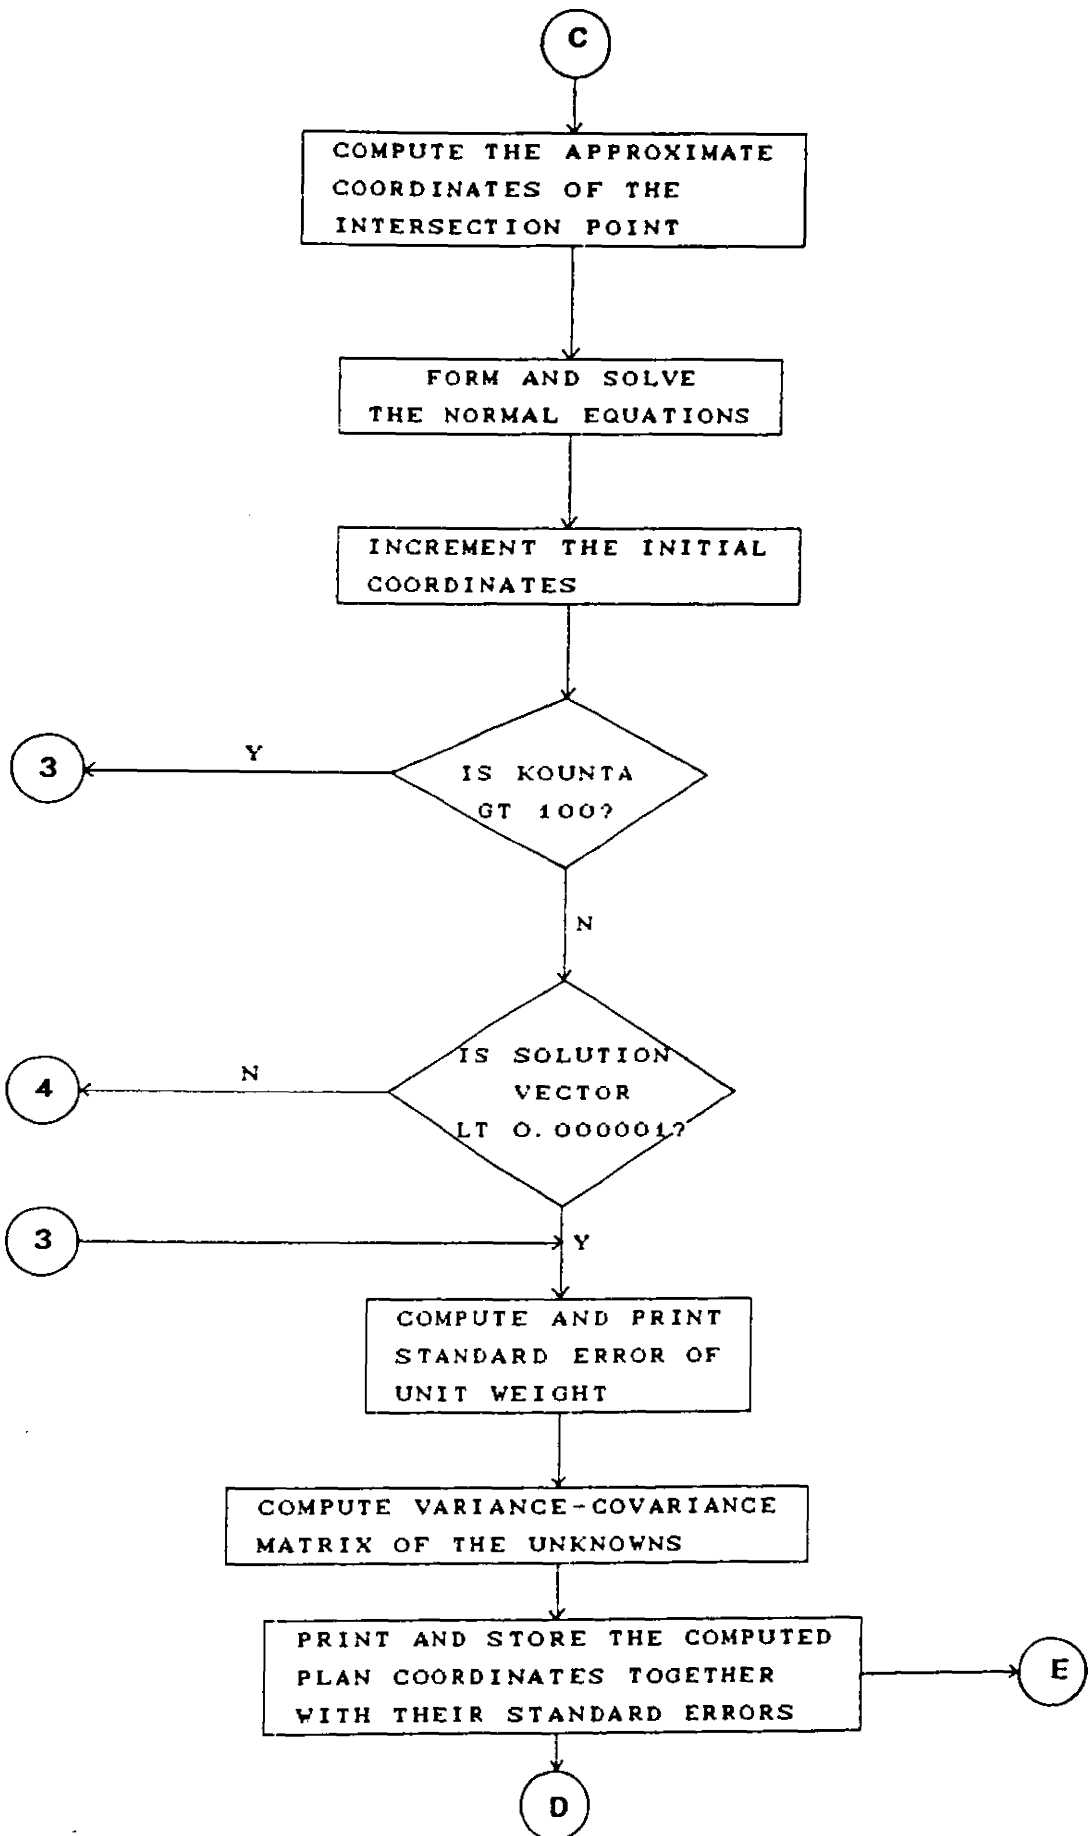 C
COMPUTE THE APPROXIMATE
COORDINATES OF THE
INTERSECTION POINT
FORM AND SOLVE
THE NORMAL EQUATIONS
INCREMENT THE INITIAL
COORDINATES
Y
3
IS KOUNTA
GT 100?
N
IS SOLUTION
VECTOR
LT 0.000001?
N
4
3
Y
COMPUTE AND PRINT
STANDARD ERROR OF
UNIT WEIGHT
COMPUTE VARIANCE-COVARIANCE
MATRIX OF THE UNKNOWNS
PRINT AND STORE THE COMPUTED
PLAN COORDINATES TOGETHER
WITH THEIR STANDARD ERRORS
E
D